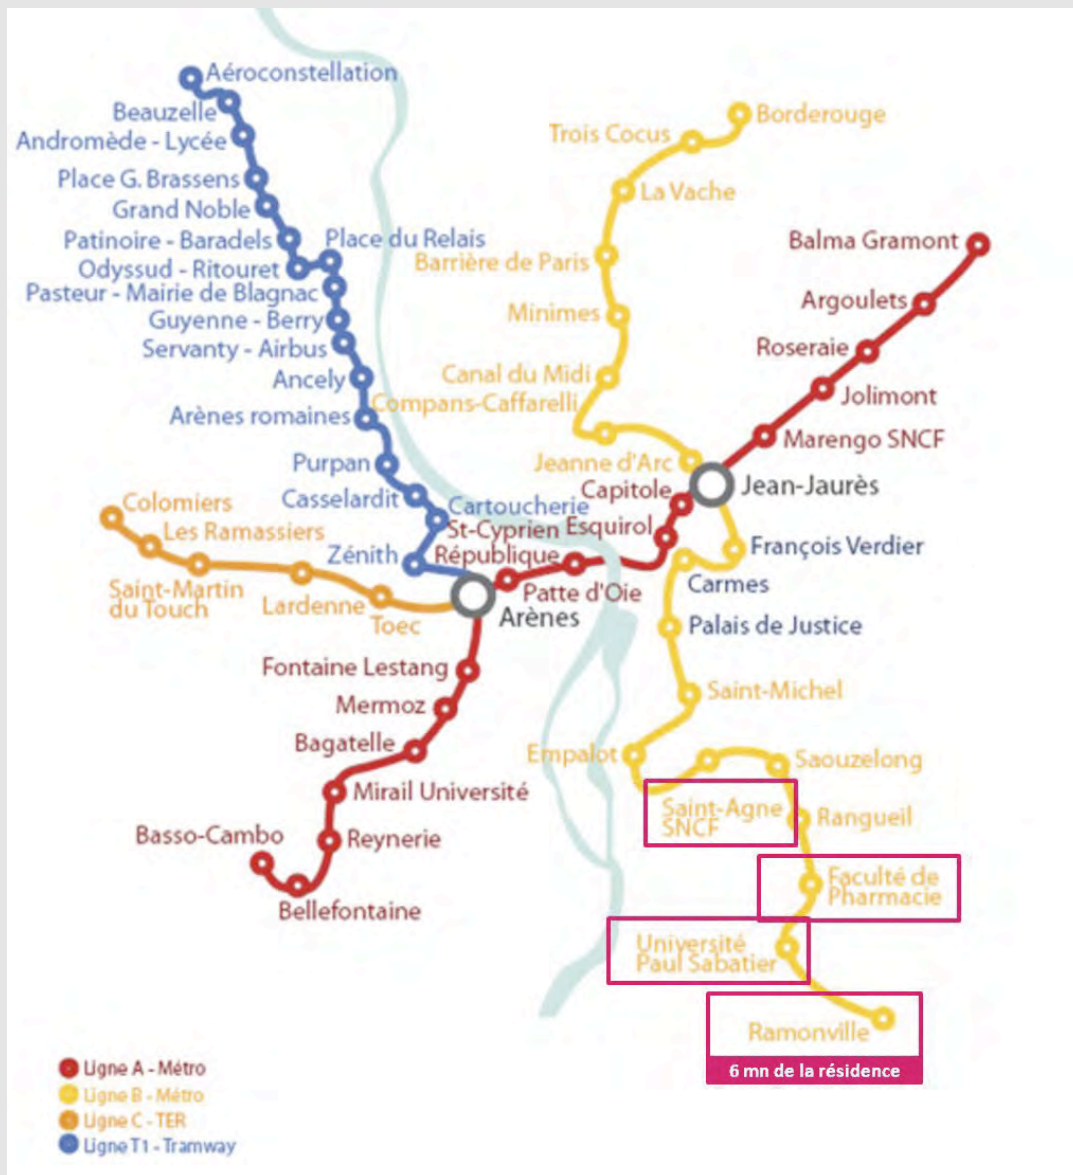 Aéroconstellation
Beauzelle
Andromède - Lycée
Place G. Brassens
Grand Noble
Patinoire - Baradels
Place du Relais
Odyssud - Ritouret
Pasteur - Mairie de Blagnac
Guyenne - Berry
Servanty - Airbus
Ancely
Arènes romaines
Purpan
Casselardit
Cartoucherie
Zénith
Colomiers
Les Ramassiers
Saint-Martin
du Touch
Lardenne
Toec
Arènes
Borderouge
Trois Cocus
La Vache
Barrière de Paris
Minimes
Canal du Midi
Compans-Caffarelli
Jeanne d'Arc
Balma Gramont
Argoulets
Roseraie
Jolimont
Marengo SNCF
Jean-Jaurès
Capitole
Esquirol
St-Cyprien
République
Patte d'Oie
François Verdier
Carmes
Palais de Justice
Saint-Michel
Empalot
Saouzelong
Saint-Agne
SNCF
Rangueil
Faculté de
Pharmacie
Université
Paul Sabatier
Ramonville
6 mn de la résidence
Fontaine Lestang
Mermoz
Bagatelle
Mirail Université
Basso-Cambo
Reynerie
Bellefontaine
Ligne A - Métro
Ligne B - Métro
Ligne C - TER
Ligne T1 - Tramway